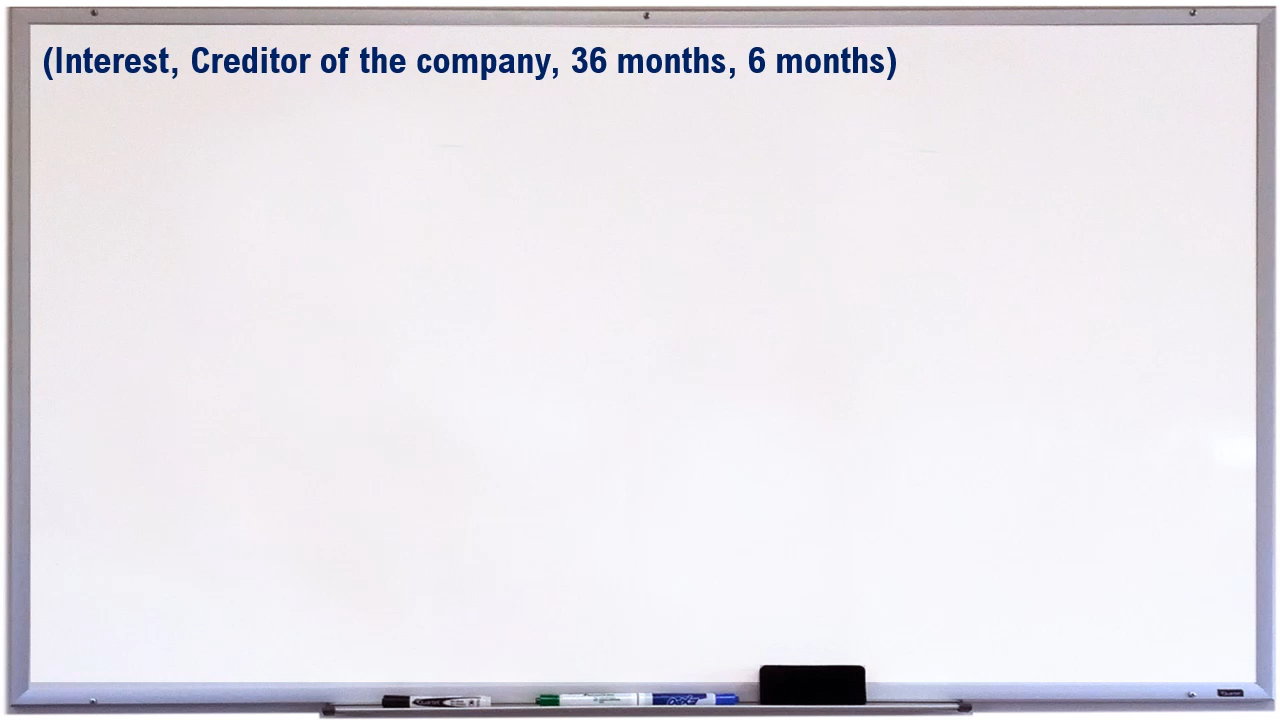 (Interest, Creditor of the company, 36 months, 6 months)